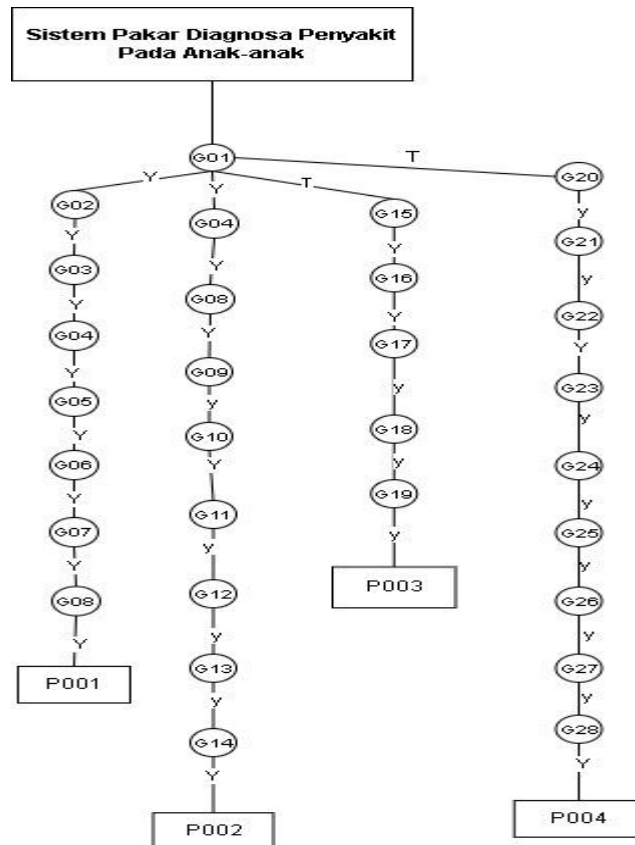 Sistem Pakar Diagnosa Penyakit
Pada Anak-anak
G01
Y
Y
T
T
G02
Y
G03
Y
G04
Y
G05
Y
G06
Y
G07
Y
G08
Y
P001
G04
Y
G08
Y
G09
y
G10
Y
G11
y
G12
y
G13
y
G14
Y
P002
G15
Y
G16
Y
G17
y
G18
y
G19
y
P003
G20
y
G21
y
G22
Y
G23
y
G24
y
G25
y
G26
y
G27
y
G28
Y
P004